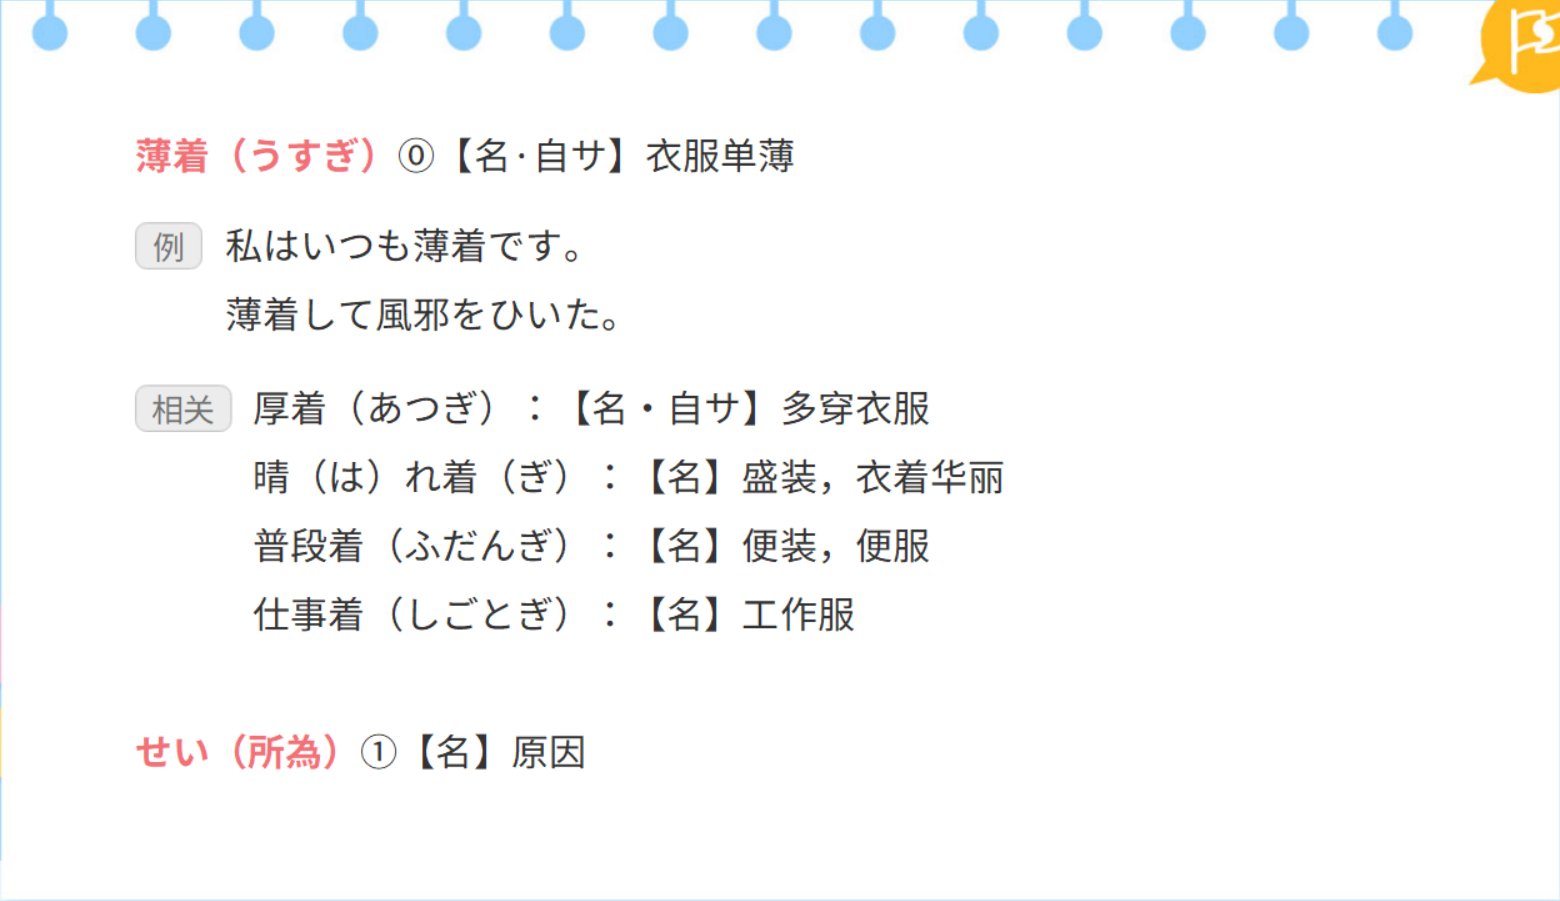 薄着（うすぎ）⓪【名·自サ】衣服单薄
例 私はいつも薄着です。
薄着して風邪をひいた。
相关 厚着（あつぎ）：【名・自サ】多穿衣服
晴（は）れ着（ぎ）：【名】盛装，衣着华丽
普段着（ふだんぎ）：【名】便装，便服
仕事着（しごとぎ）：【名】工作服
せい（所為）①【名】原因